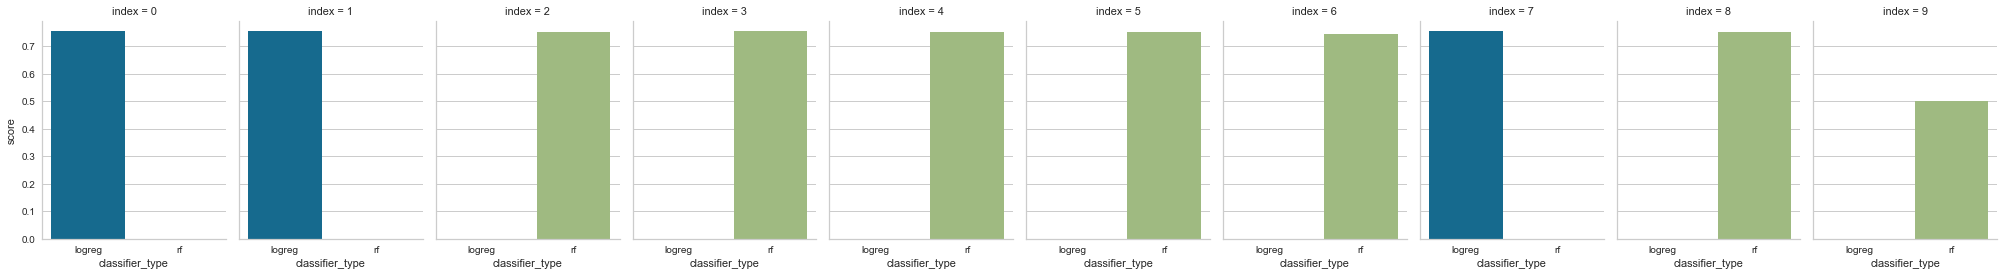 index = 0 index = 1 index = 2 index = 3 index = 4 index = 5 index = 6 index = 7 index = 8 index = 9
0.7
0.6
0.5
0.4
0.3
0.2
0.1
0.0
score
logreg rf logreg rf logreg rf logreg rf logreg rf logreg rf logreg rf logreg rf logreg rf logreg rf
classifier_type classifier_type classifier_type classifier_type classifier_type classifier_type classifier_type classifier_type classifier_type classifier_type